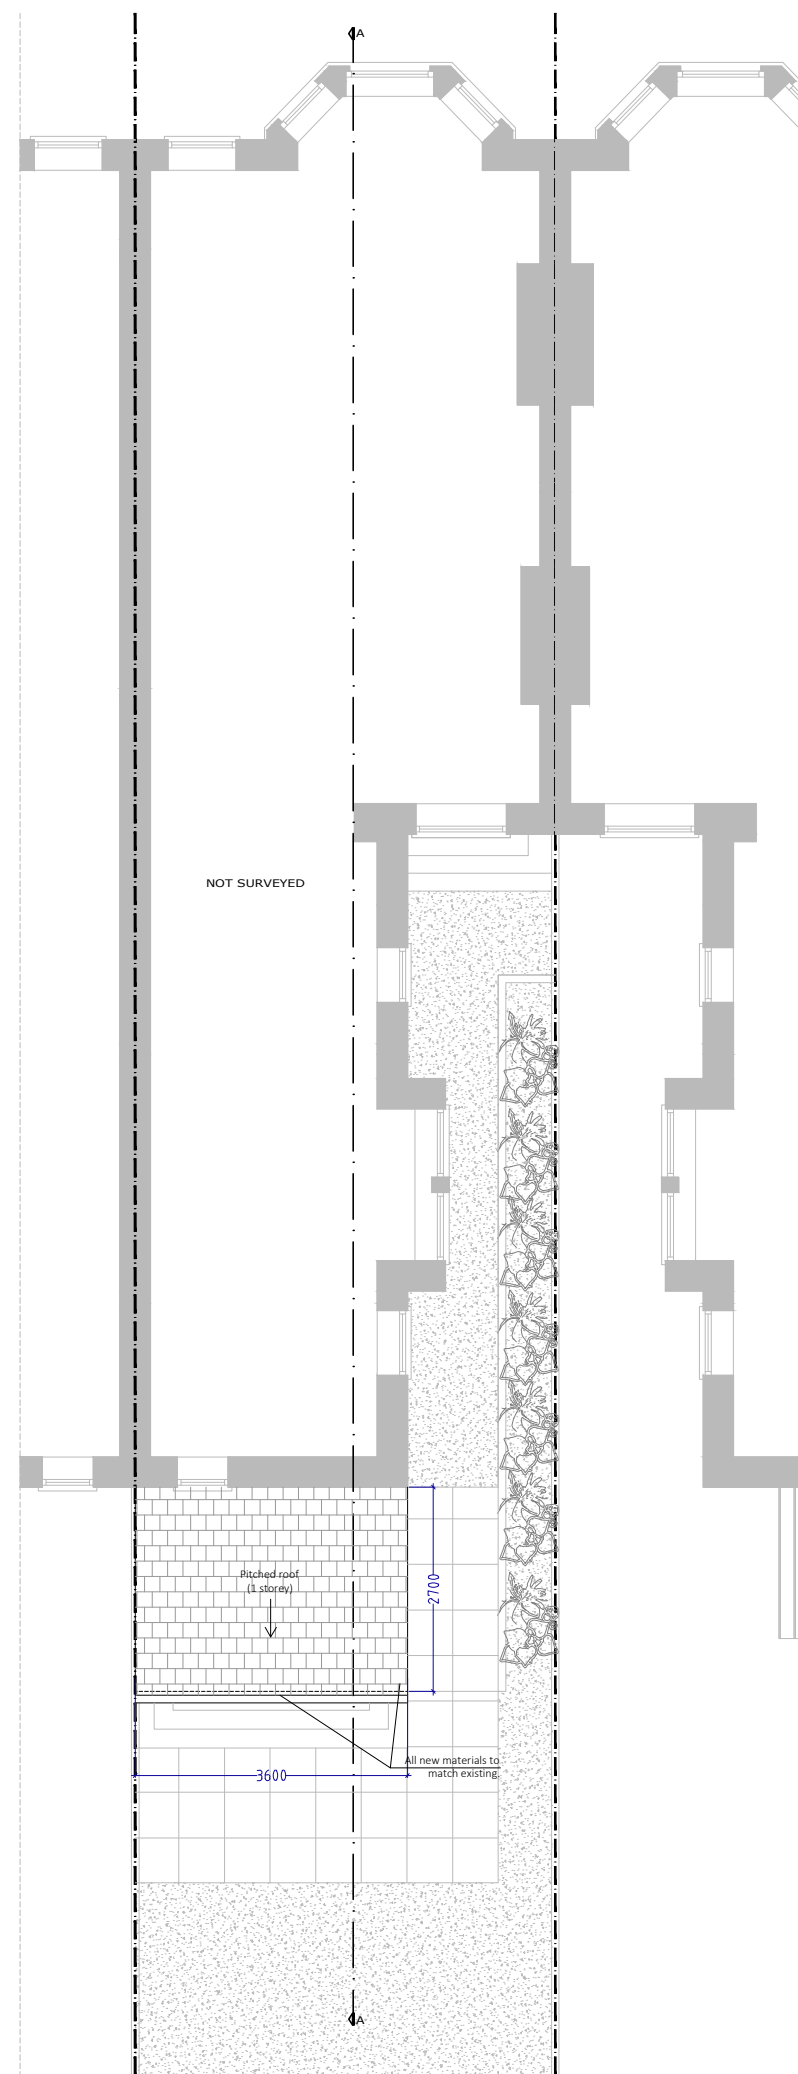 A
NOT SURVEYED
Pitched roof
(1 storey)
2700
All new materials to
match existing.
3600
A